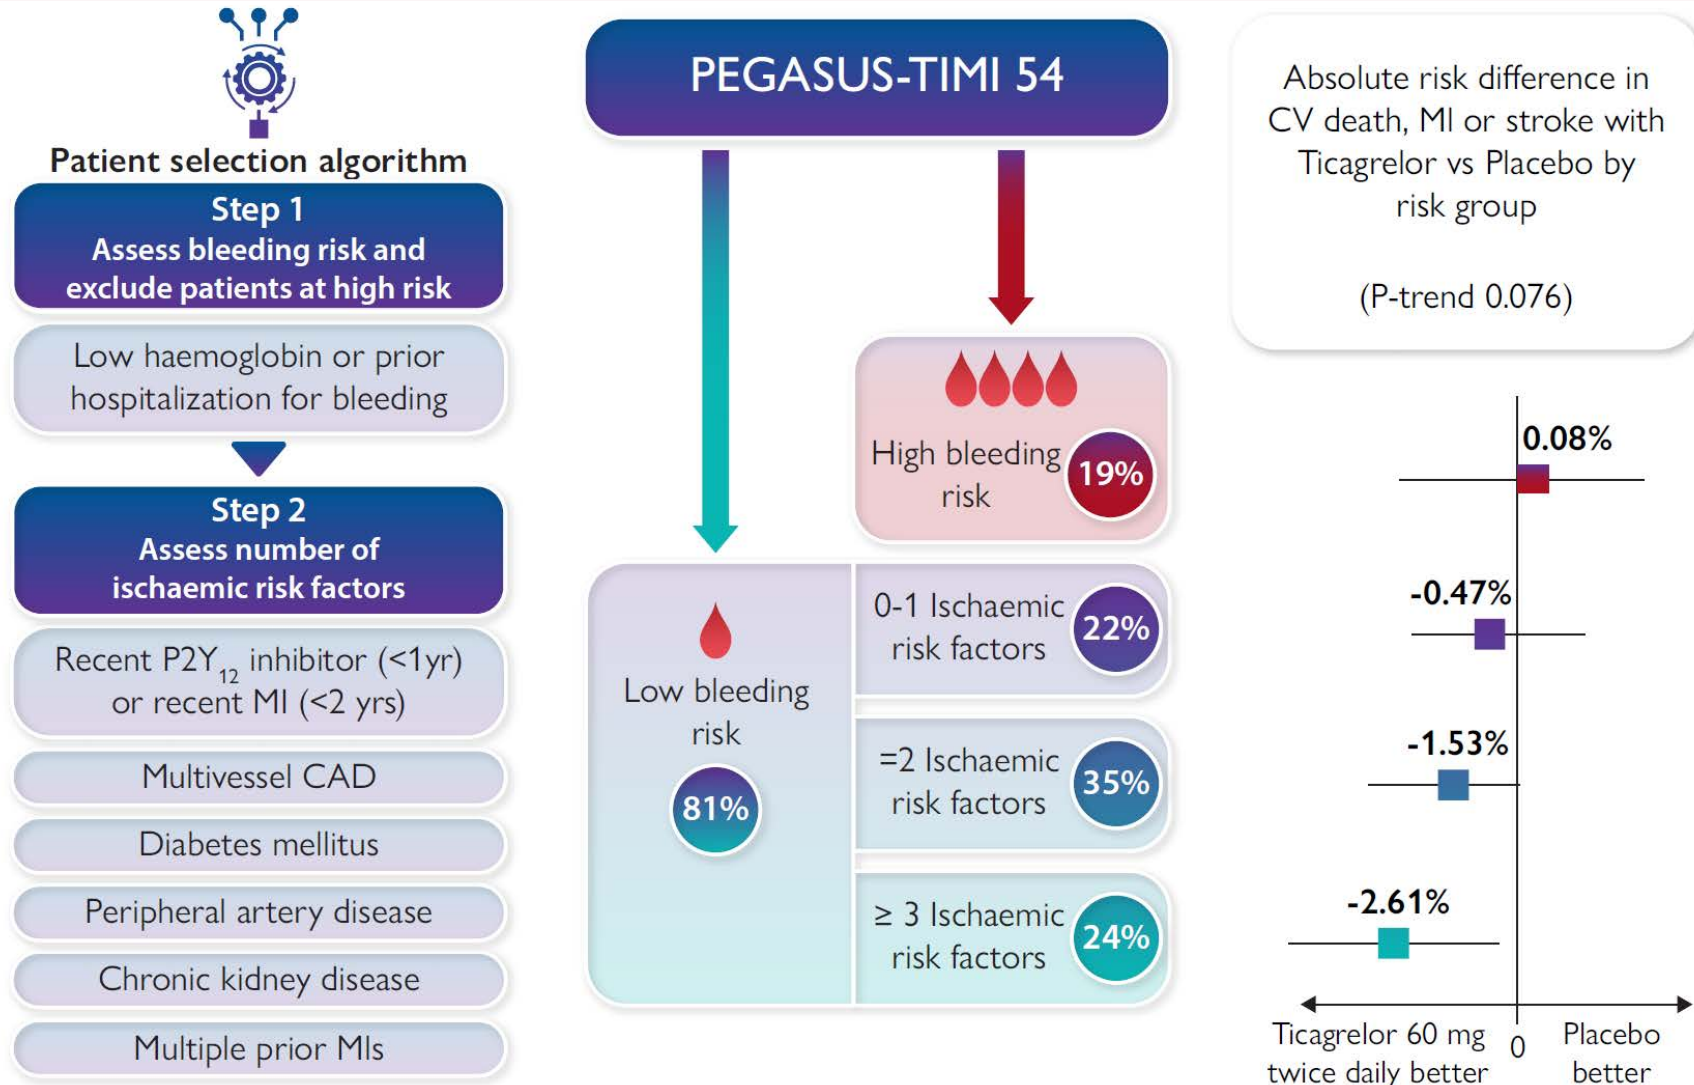 Patient selection algorithm
Step 1
Assess bleeding risk and
exclude patients at high risk
Low haemoglobin or prior
hospitalization for bleeding
Step 2
Assess number of
ischaemic risk factors
Recent P2Y₁₂ inhibitor (<1yr)
or recent MI (<2 yrs)
Multivessel CAD
Diabetes mellitus
Peripheral artery disease
Chronic kidney disease
Multiple prior MIs
PEGASUS-TIMI 54
High bleeding
risk
19%
Low bleeding
risk
81%
0-1 Ischaemic
risk factors
22%
=2 Ischaemic
risk factors
35%
≥ 3 Ischaemic
risk factors
24%
Absolute risk difference in
CV death, MI or stroke with
Ticagrelor vs Placebo by
risk group
(P-trend 0.076)
0.08%
-0.47%
-1.53%
-2.61%
Ticagrelor 60 mg
twice daily better
0
Placebo
better